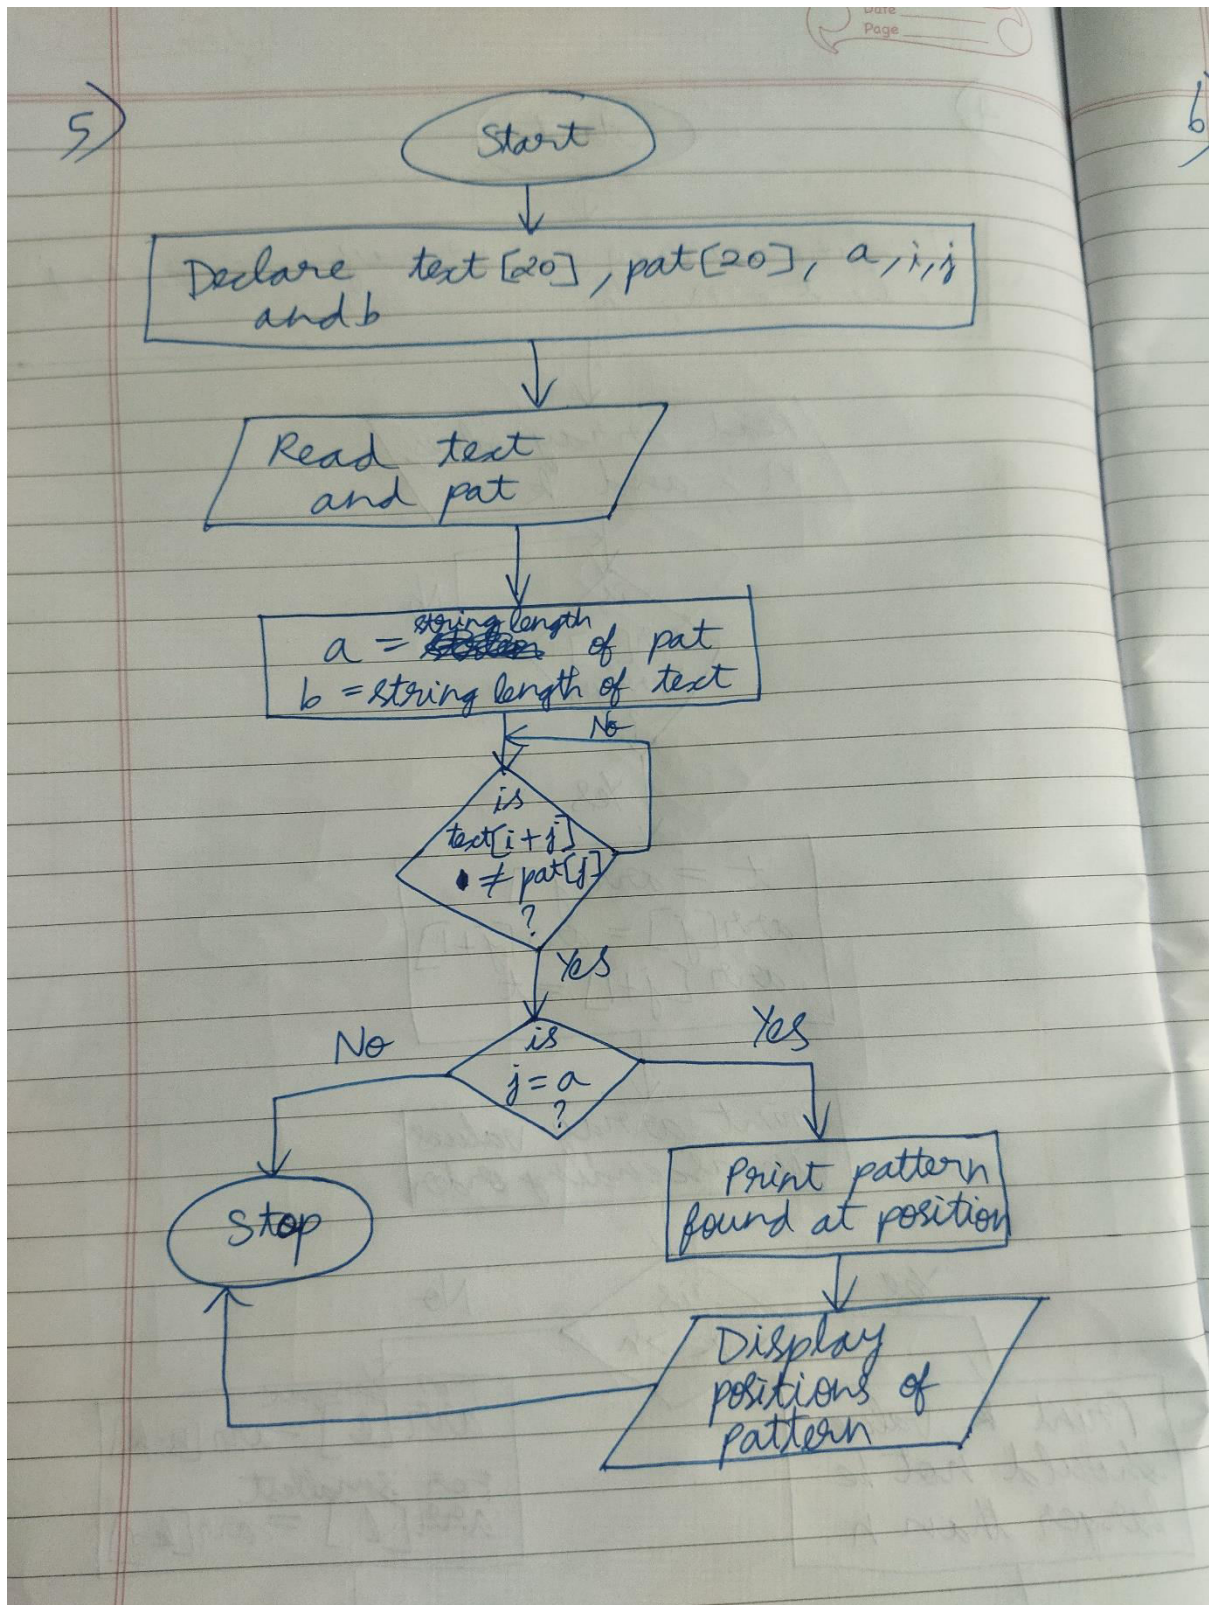 Date
Page
5)
6)
Start
Declare text[20], pat[20], a, i, j
and b
Read text
and pat
string length
a = of pat
b = string length of text
No
is
text[i+j]
≠ pat[j]
?
Yes
No
is
Yes
j = a
?
Print pattern
found at position
Stop
Display
positions of
pattern